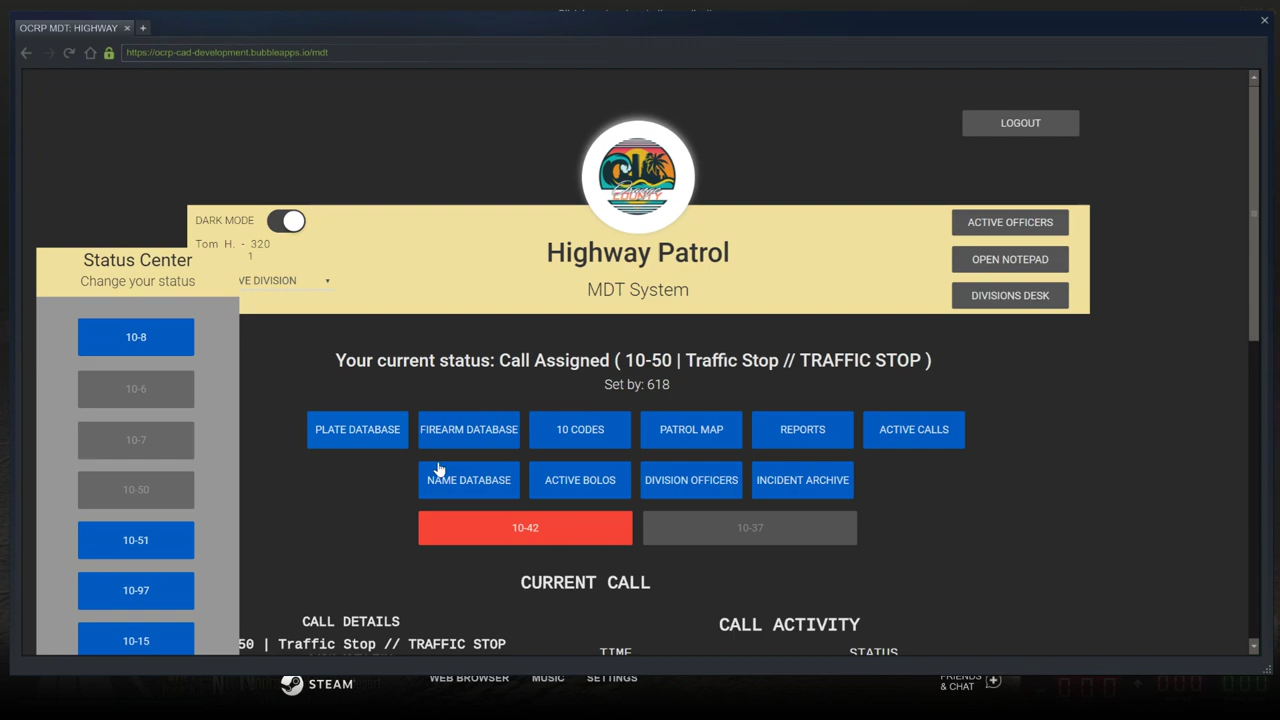 OCRP MDT: HIGHWAY
https://ocrp-cad-development.bubbleapps.io/mdt
LOGOUT
COUNTY
DARK MODE
Tom H. - 320
1
VE DIVISION
Highway Patrol
MDT System
ACTIVE OFFICERS
OPEN NOTEPAD
DIVISIONS DESK
Status Center
Change your status
10-8
10-6
10-7
10-50
10-51
10-97
10-15
Your current status: Call Assigned ( 10-50 | Traffic Stop // TRAFFIC STOP )
Set by: 618
PLATE DATABASE
FIREARM DATABASE
10 CODES
PATROL MAP
REPORTS
ACTIVE CALLS
NAME DATABASE
ACTIVE BOLOS
DIVISION OFFICERS
INCIDENT ARCHIVE
10-42
10-37
CURRENT CALL
CALL DETAILS
50 | Traffic Stop // TRAFFIC STOP
CALL ACTIVITY
TIME
STATUS
STEAM
WEB BROWSER
MUSIC
SETTINGS
FRIENDS
& CHAT